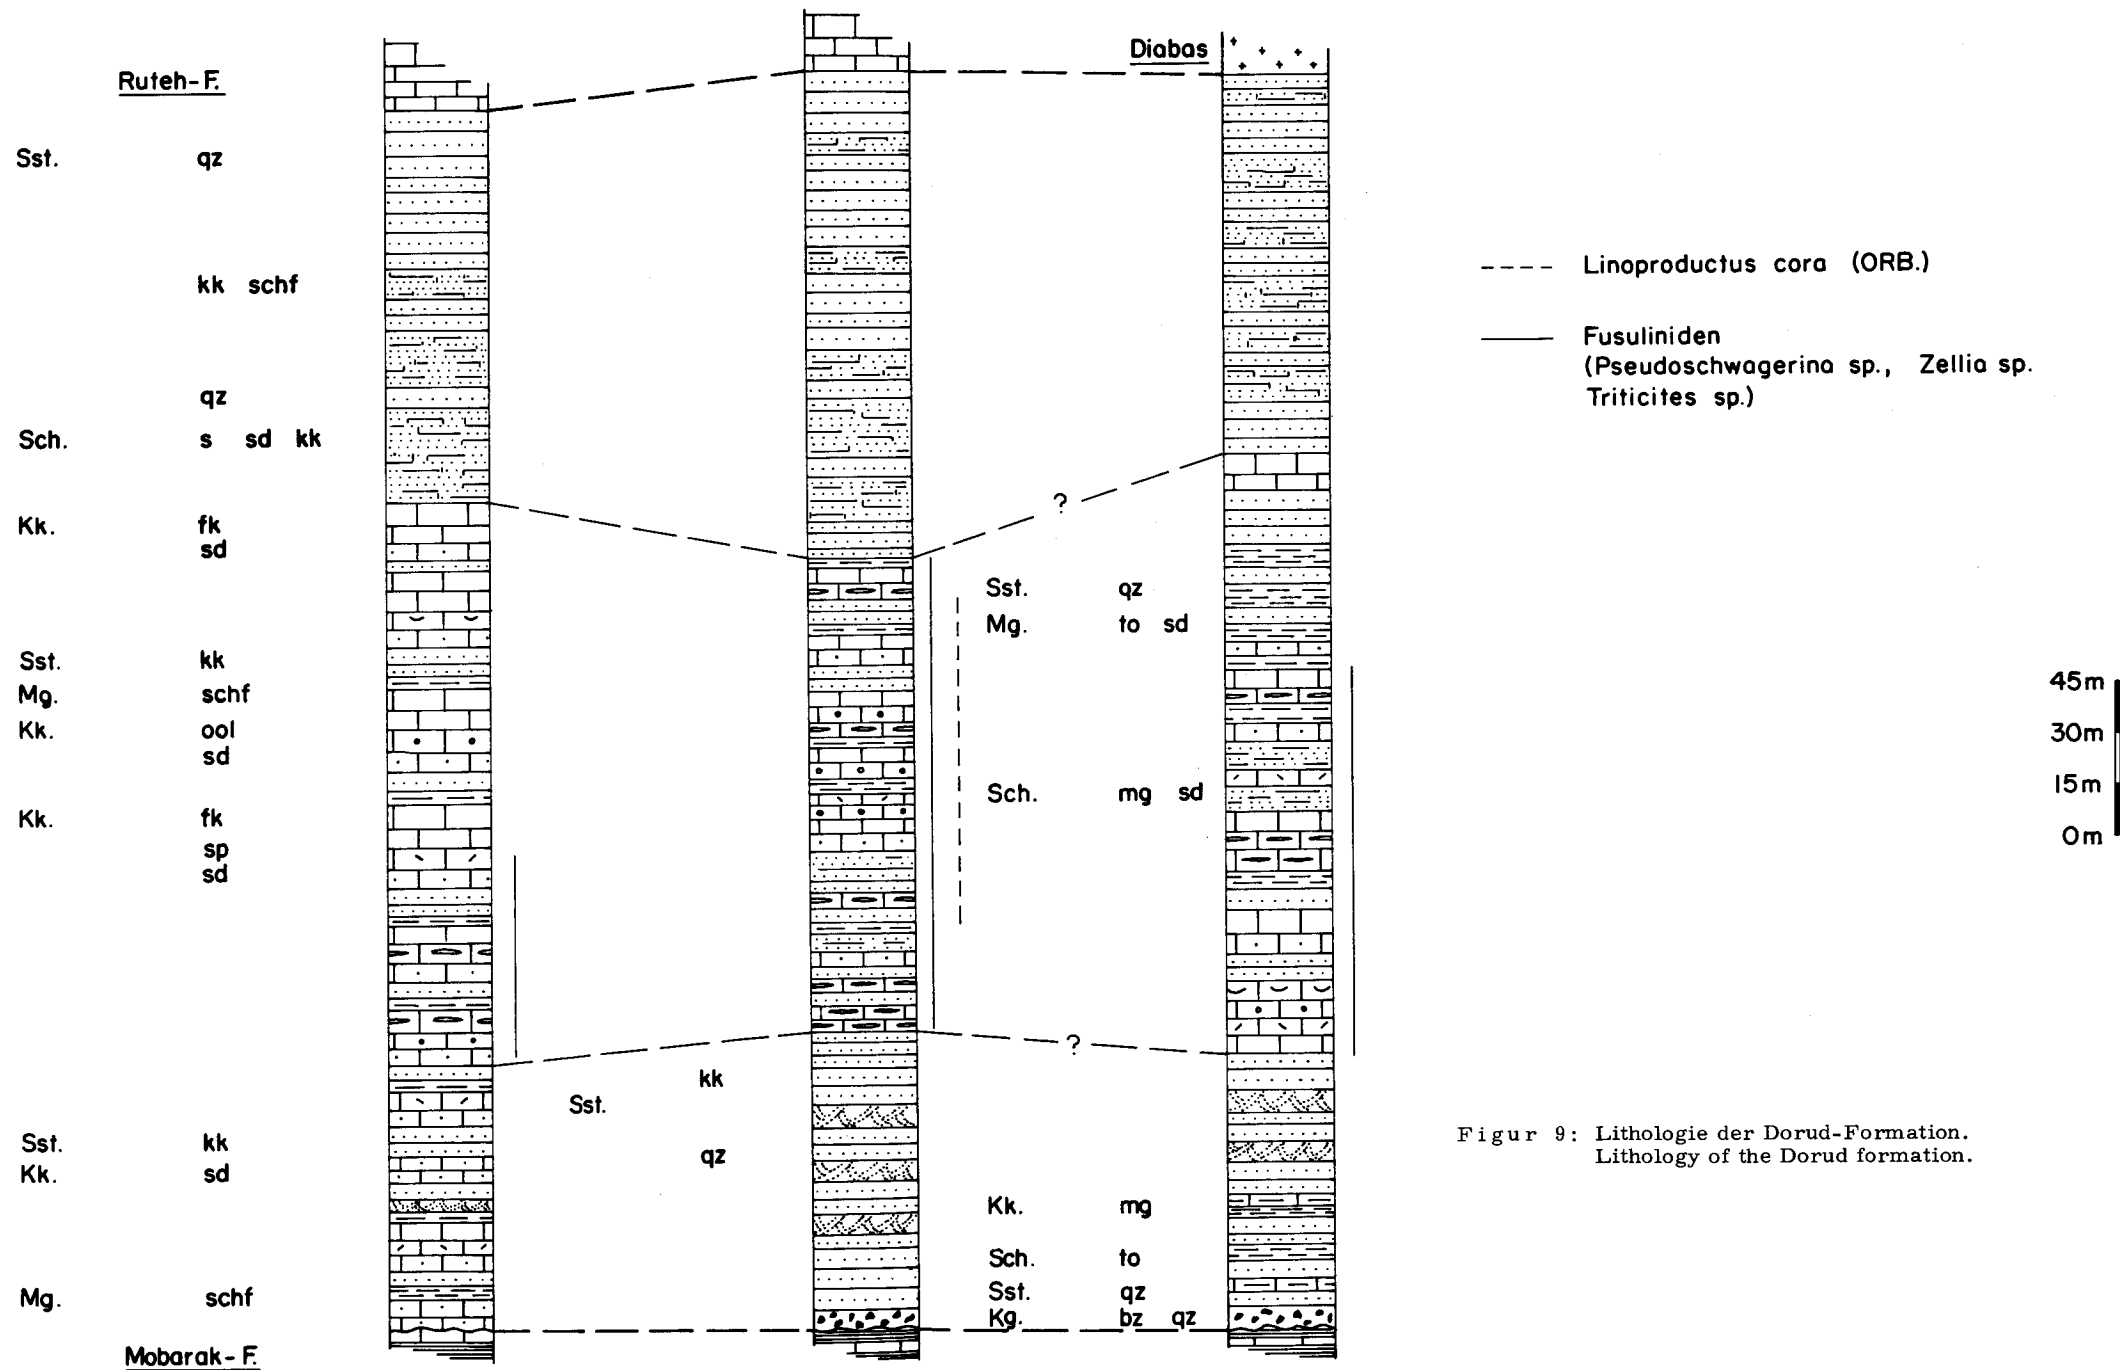 Ruteh-F.
Sst. qz
kk schf
qz
Sch. s sd kk
Kk. fk
sd
Sst. kk
Mg. schf
Kk. ool
sd
Kk. fk
sp
sd
Sst. kk
Kk. sd
Mg. schf
Mobarak-F.
kk
Sst.
qz
Diabas
?
Sst. qz
Mg. to sd
Sch. mg sd
?
Kk. mg
Sch. to
Sst. qz
Kg. bz qz
Linoproductus cora (ORB.)
Fusuliniden
(Pseudoschwagerina sp., Zellia sp.
Triticites sp.)
45m
30m
15m
0m
Figur 9: Lithologie der Dorud-Formation.
Lithology of the Dorud formation.